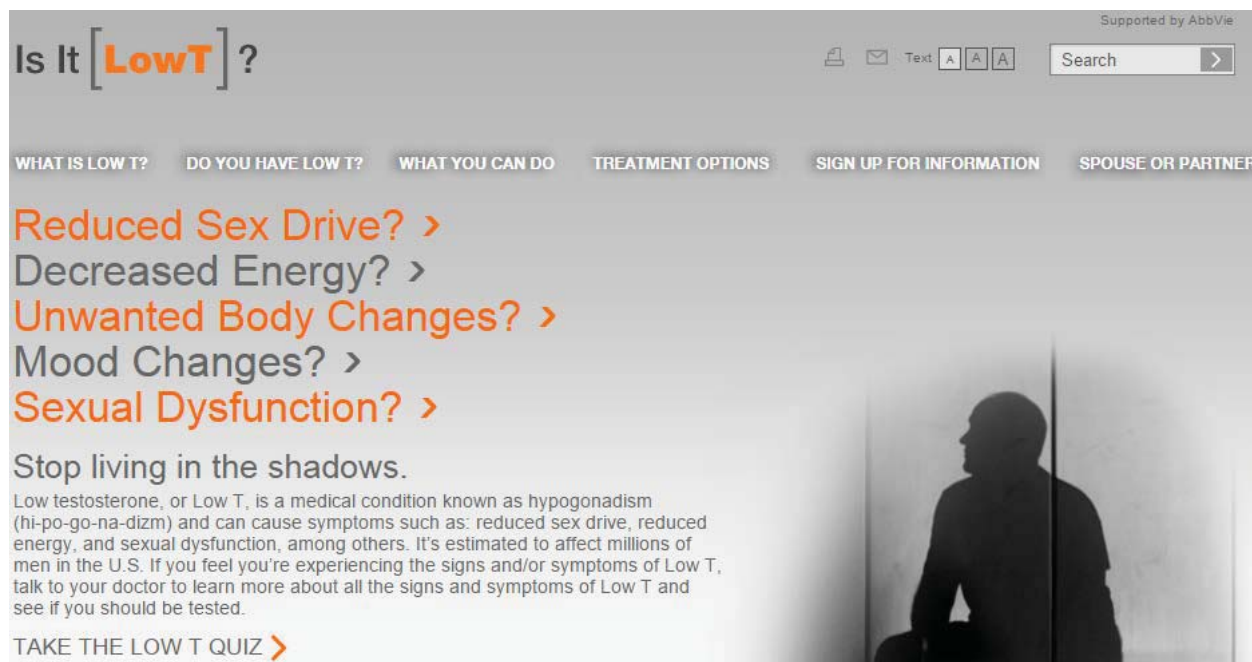 Supported by AbbVie
Is It [LowT]?
Text A A A
Search
WHAT IS LOW T? DO YOU HAVE LOW T? WHAT YOU CAN DO TREATMENT OPTIONS SIGN UP FOR INFORMATION SPOUSE OR PARTNER
Reduced Sex Drive? >
Decreased Energy? >
Unwanted Body Changes? >
Mood Changes? >
Sexual Dysfunction? >
Stop living in the shadows.
Low testosterone, or Low T, is a medical condition known as hypogonadism
(hi-po-go-na-dizm) and can cause symptoms such as: reduced sex drive, reduced
energy, and sexual dysfunction, among others. It's estimated to affect millions of
men in the U.S. If you feel you're experiencing the signs and/or symptoms of Low T,
talk to your doctor to learn more about all the signs and symptoms of Low T and
see if you should be tested.
TAKE THE LOW T QUIZ >